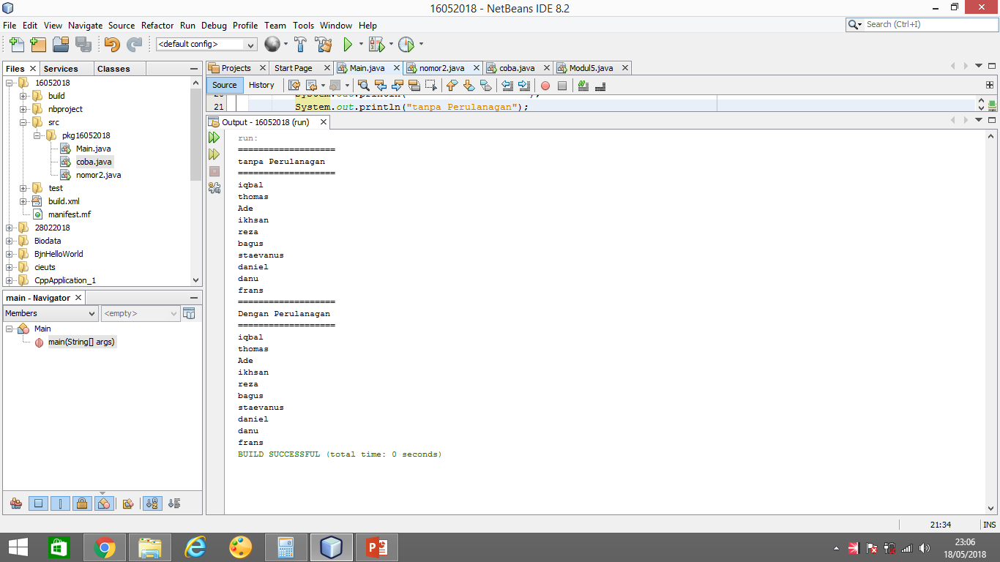 16052018 - NetBeans IDE 8.2
File Edit View Navigate Source Refactor Run Debug Profile Team Tools Window Help
Search (Ctrl+I)
<default config>
Files Services Classes
16052018
build
nbproject
src
pkg16052018
Main.java
coba.java
nomor2.java
test
build.xml
manifest.mf
28022018
Biodata
BjnHelloWorld
cieuts
CppApplication_1
main - Navigator
Members <empty>
Main
main(String[] args)
Projects Start Page Main.java nomor2.java coba.java Modul5.java
Source History
21 System.out.println("tanpa Perulanagan");
Output - 16052018 (run)
run:
===================
tanpa Perulanagan
===================
iqbal
thomas
Ade
ikhsan
reza
bagus
staevanus
daniel
danu
frans
===================
Dengan Perulanagan
===================
iqbal
thomas
Ade
ikhsan
reza
bagus
staevanus
daniel
danu
frans
BUILD SUCCESSFUL (total time: 0 seconds)
21:34 INS
23:06
18/05/2018